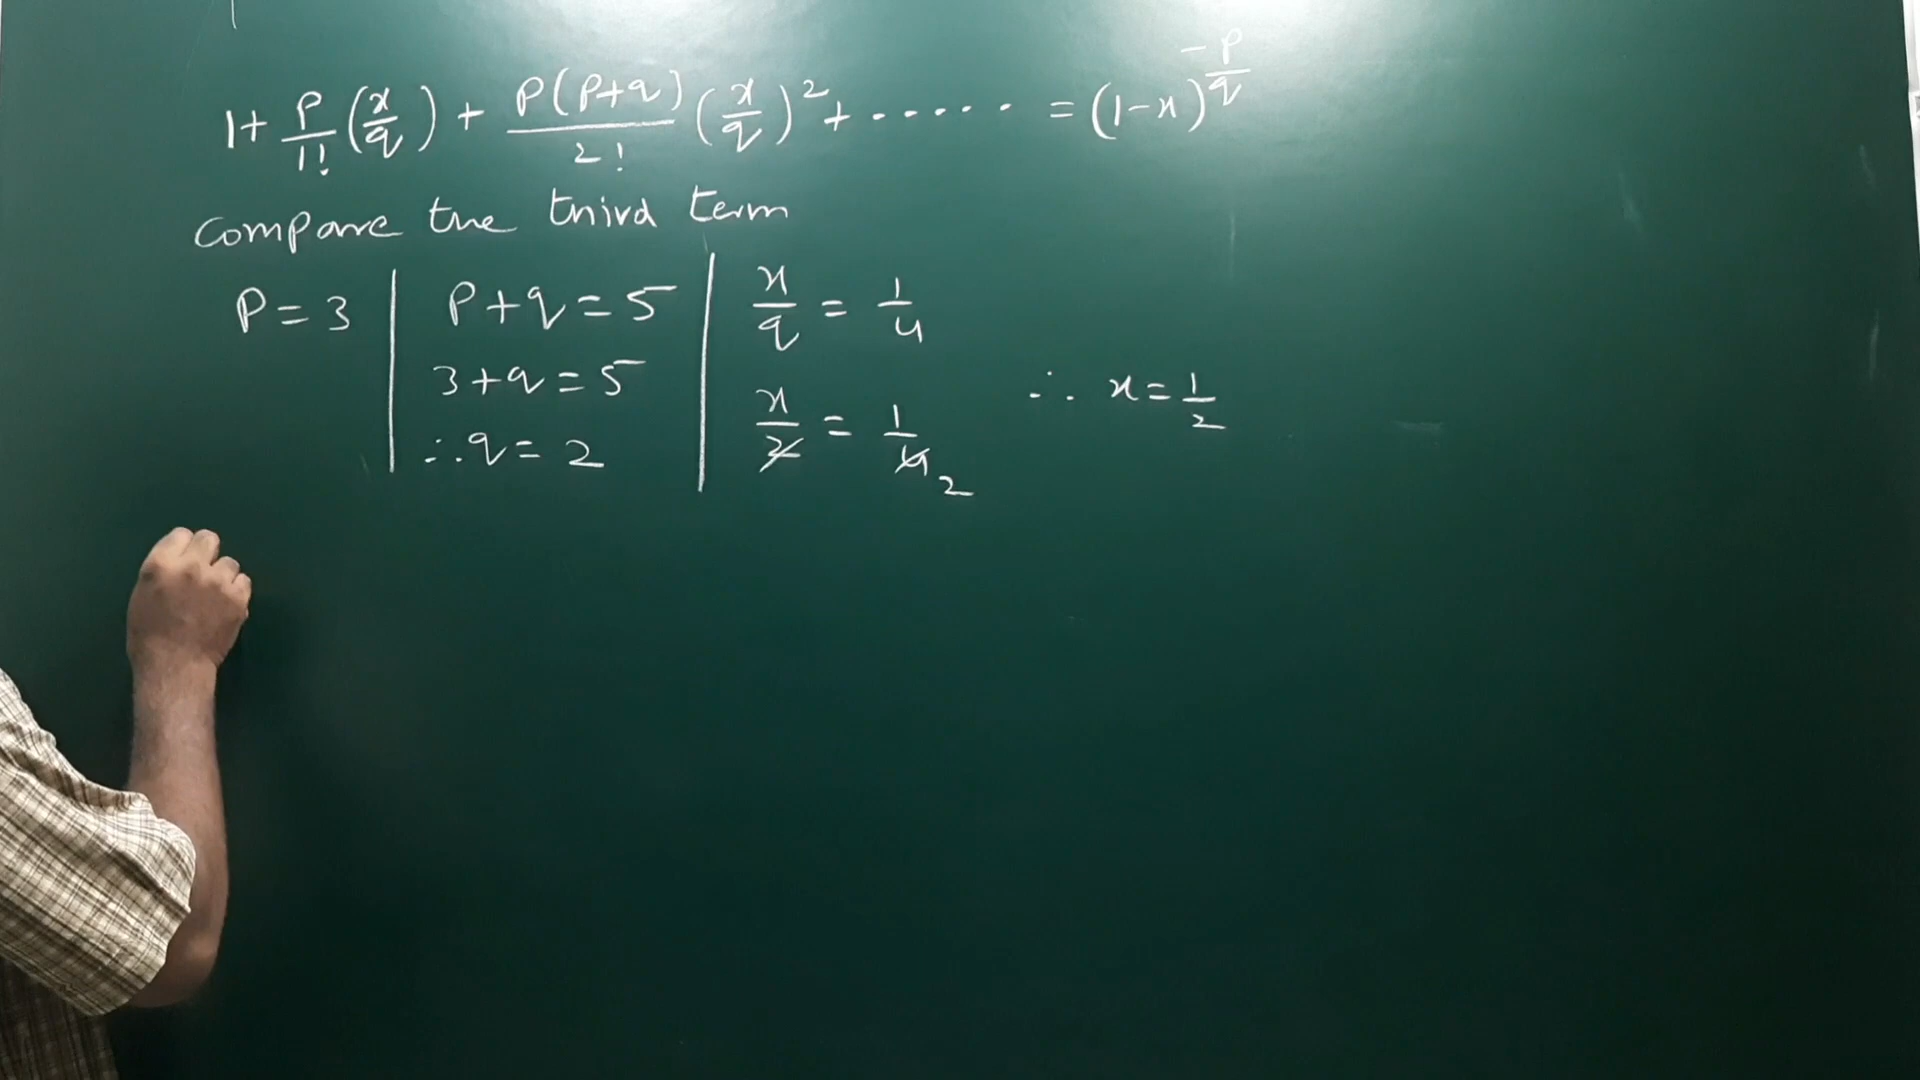 1 + P/1! (x/q) + P(P+q)/2! (x/q)² + ..... = (1-x)^(-P/q)
Compare the third term
P = 3 | P+q = 5 | x/q = 1/4
3+q = 5 | x/2 = 1/4 2 ∴ x = 1/2
∴ q = 2